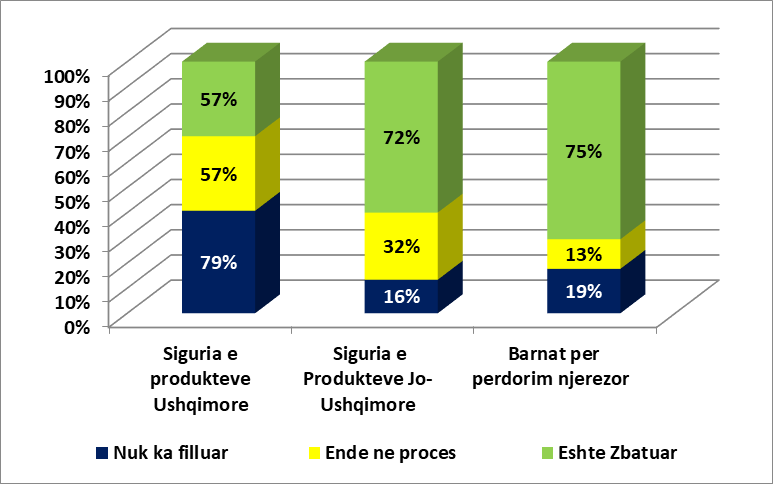 100%
90%
80%
70%
60%
50%
40%
30%
20%
10%
0%
57%
57%
79%
72%
32%
16%
75%
13%
19%
Siguria e
produkteve
Ushqimore
Siguria e
Produkteve Jo-
Ushqimore
Barnat per
perdorim njerezor
Nuk ka filluar
Ende ne proces
Eshte Zbatuar